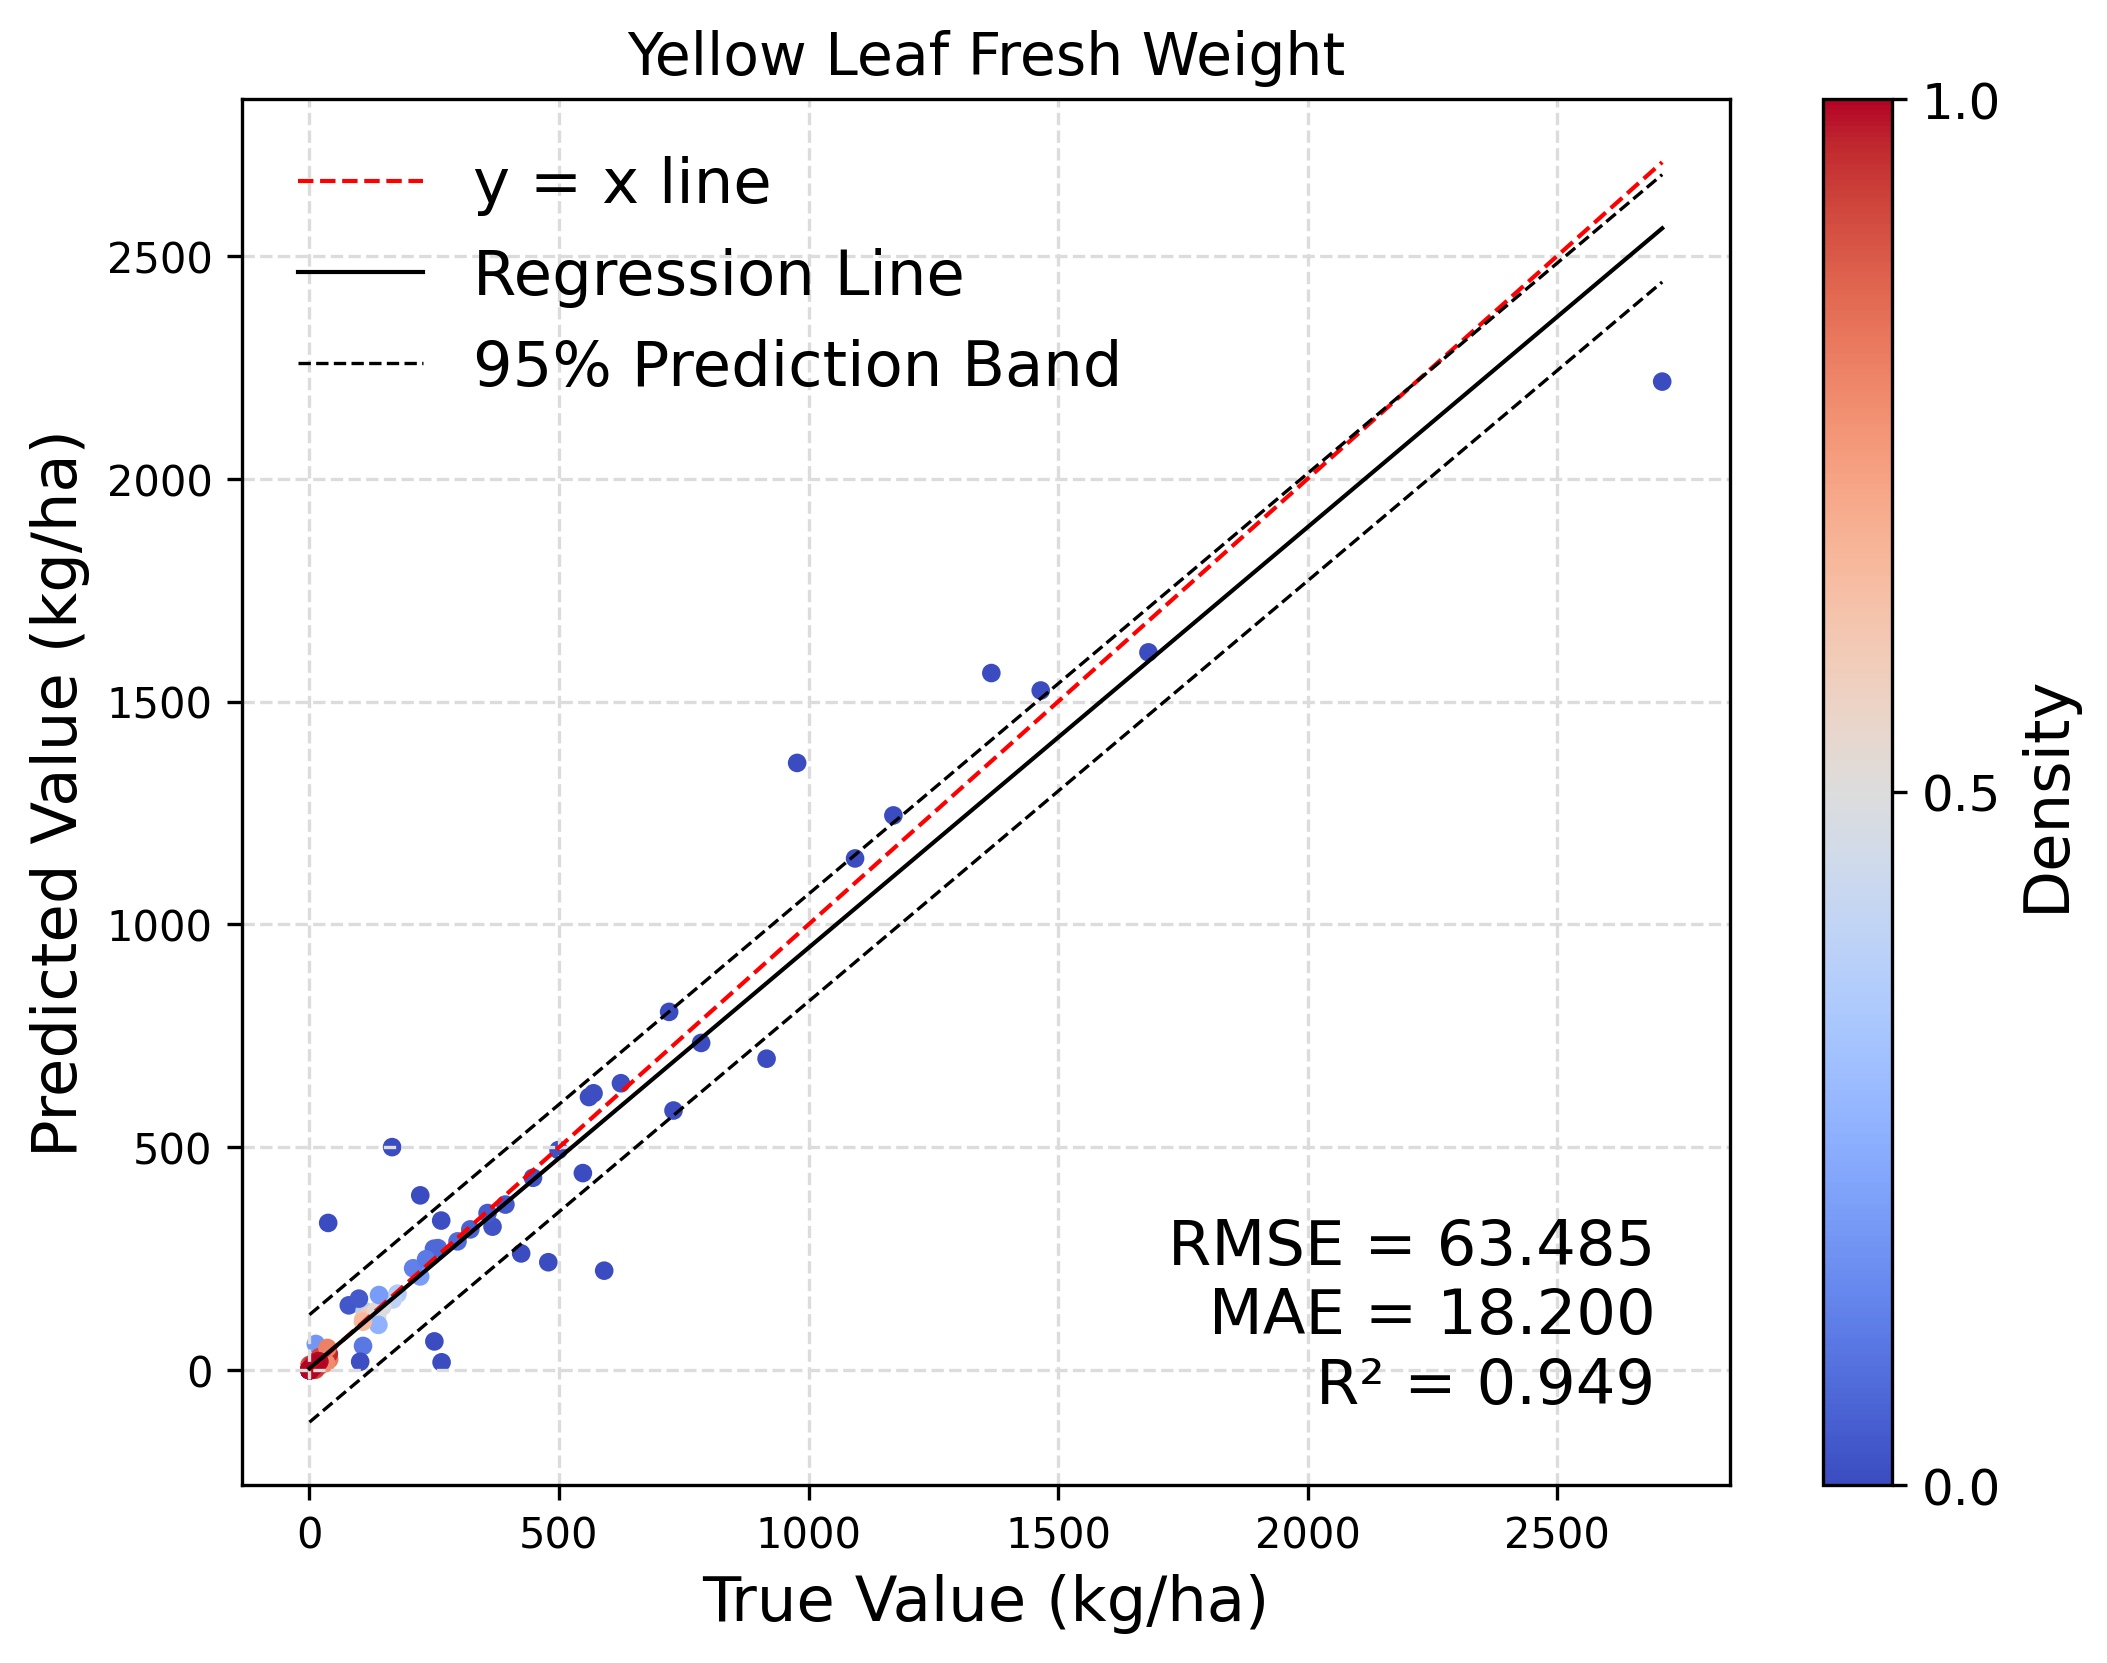 Yellow Leaf Fresh Weight
y = x line
Regression Line
95% Prediction Band
RMSE = 63.485
MAE = 18.200
R² = 0.949
Predicted Value (kg/ha)
2500
2000
1500
1000
500
0
0
500
1000
1500
2000
2500
True Value (kg/ha)
1.0
0.5
0.0
Density